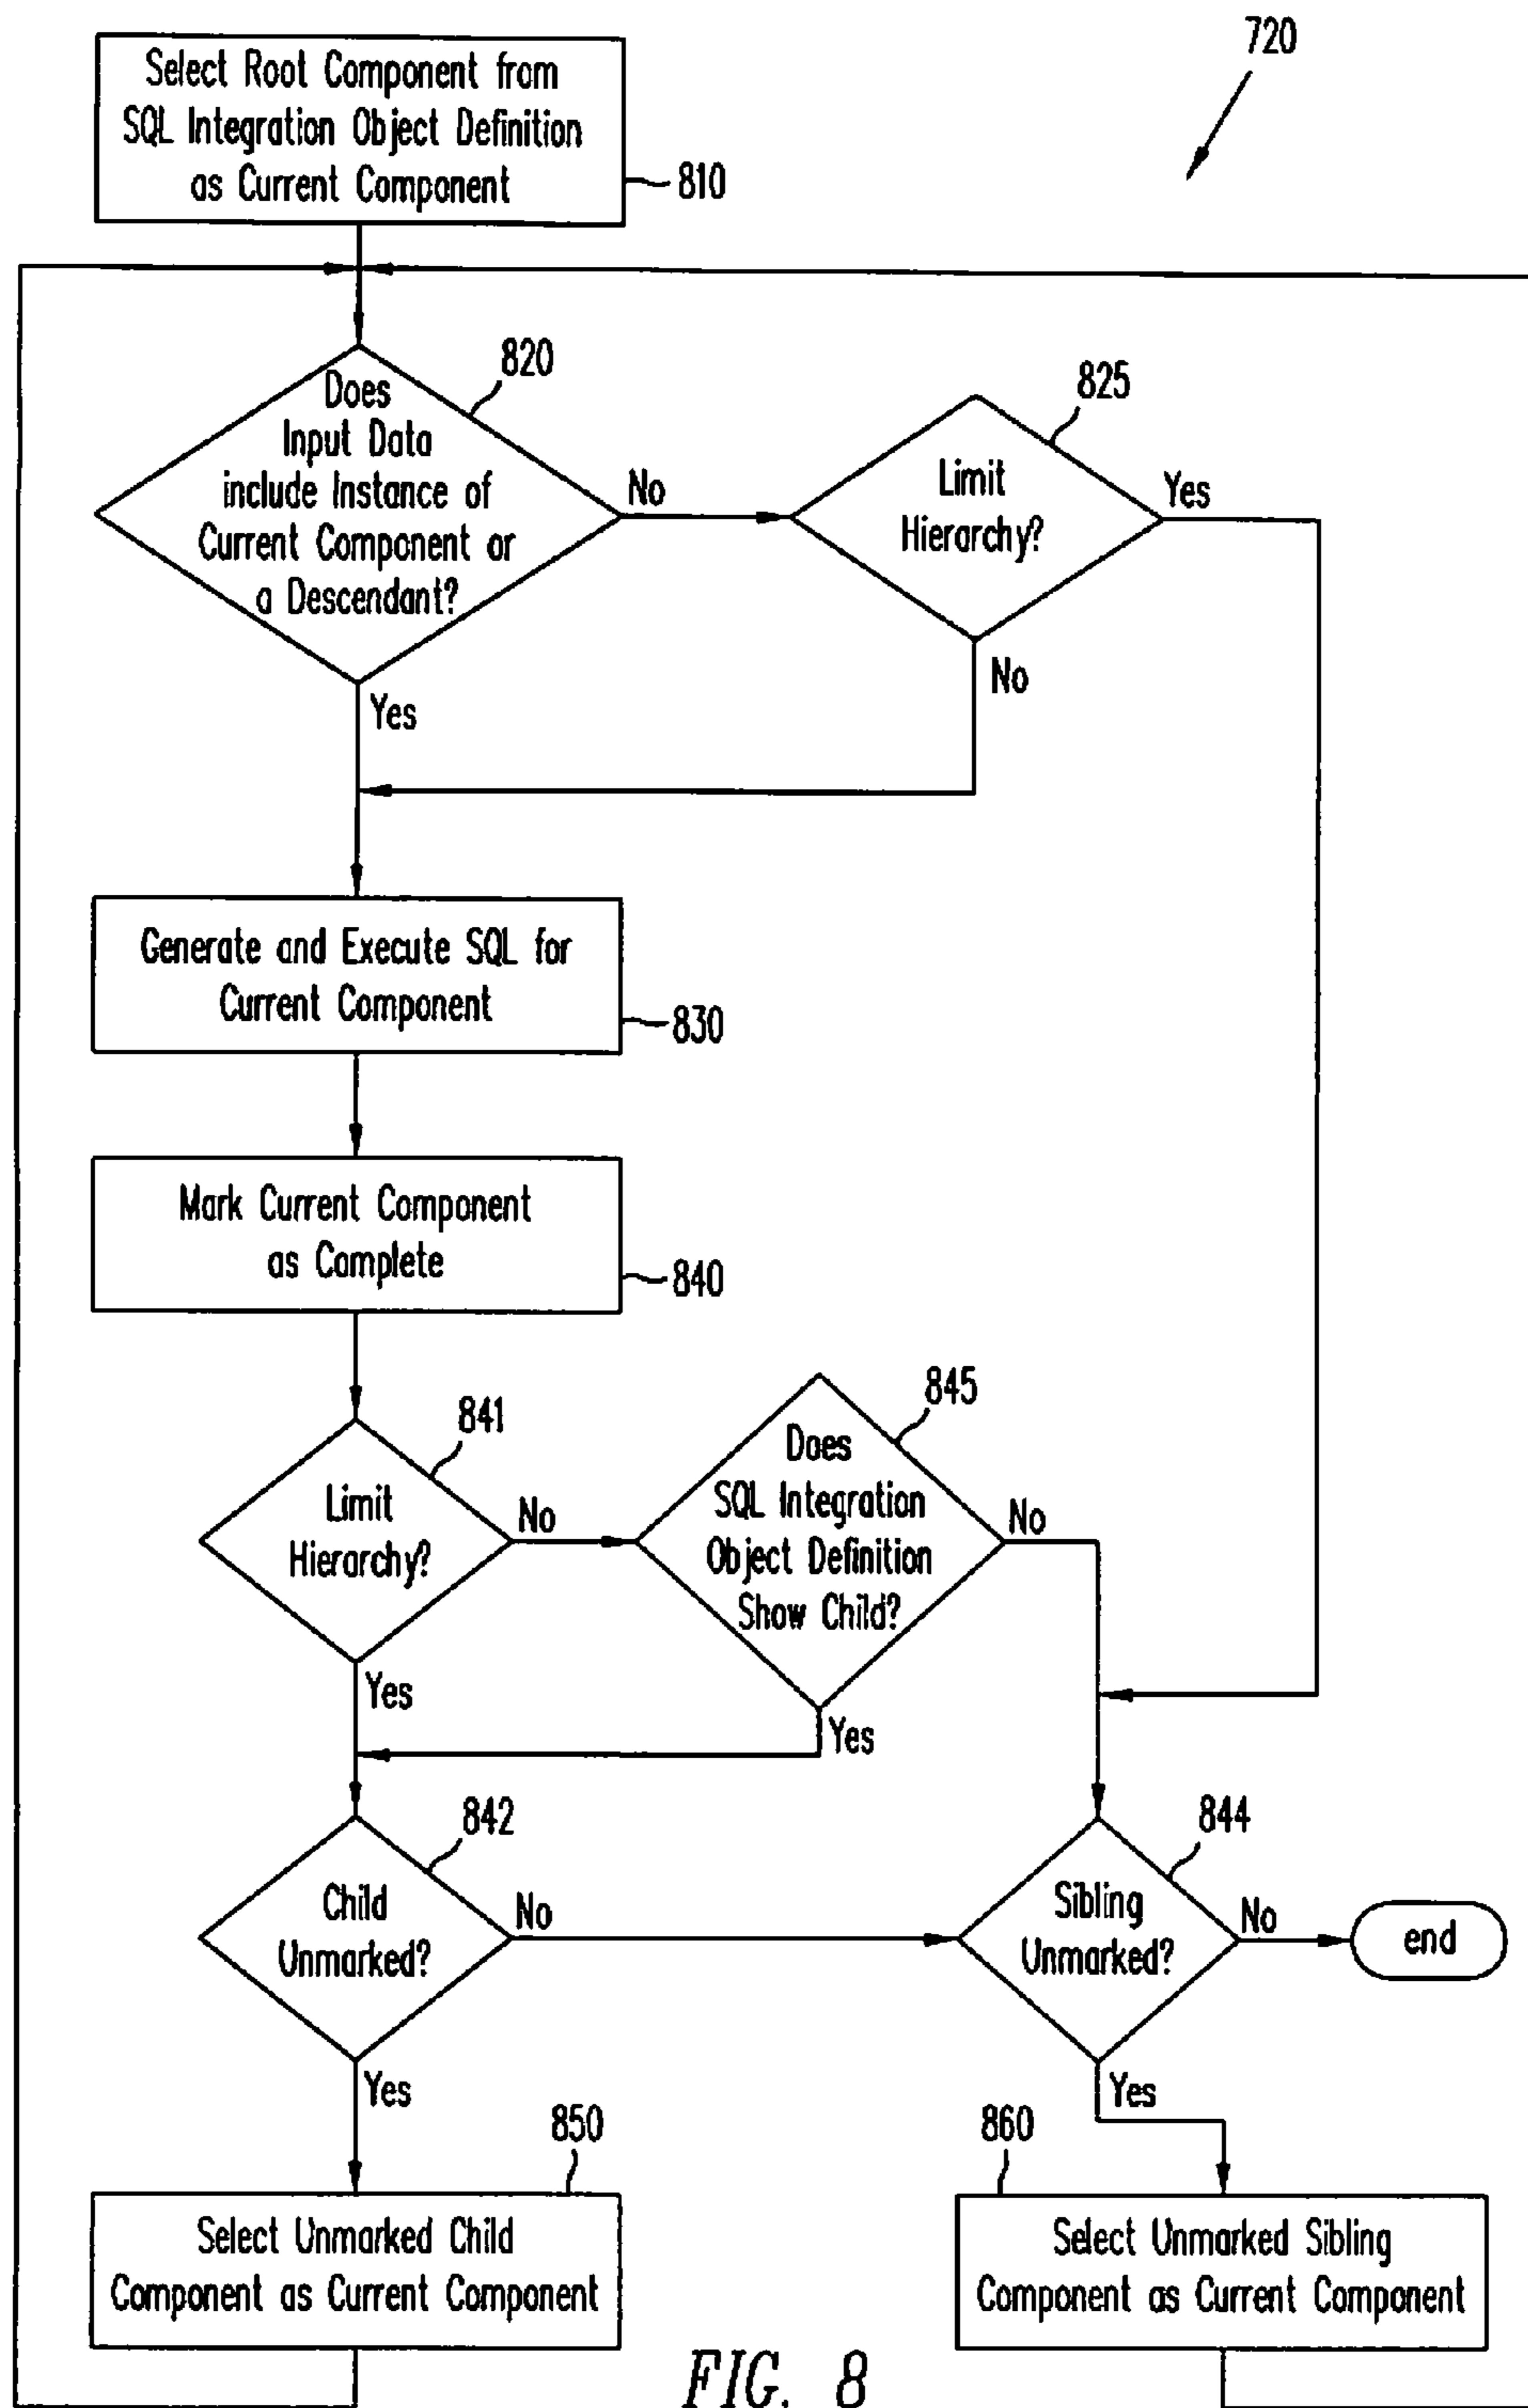 720
Select Root Component from
SQL Integration Object Definition
as Current Component
810
820
Does
Input Data
include Instance of
Current Component or
a Descendant?
No
Yes
825
Limit
Hierarchy?
Yes
No
Generate and Execute SQL for
Current Component
830
Mark Current Component
as Complete
840
841
Limit
Hierarchy?
No
Yes
845
Does
SQL Integration
Object Definition
Show Child?
No
Yes
842
Child
Unmarked?
No
Yes
844
Sibling
Unmarked?
No
end
Yes
850
Select Unmarked Child
Component as Current Component
860
Select Unmarked Sibling
Component as Current Component
FIG. 8